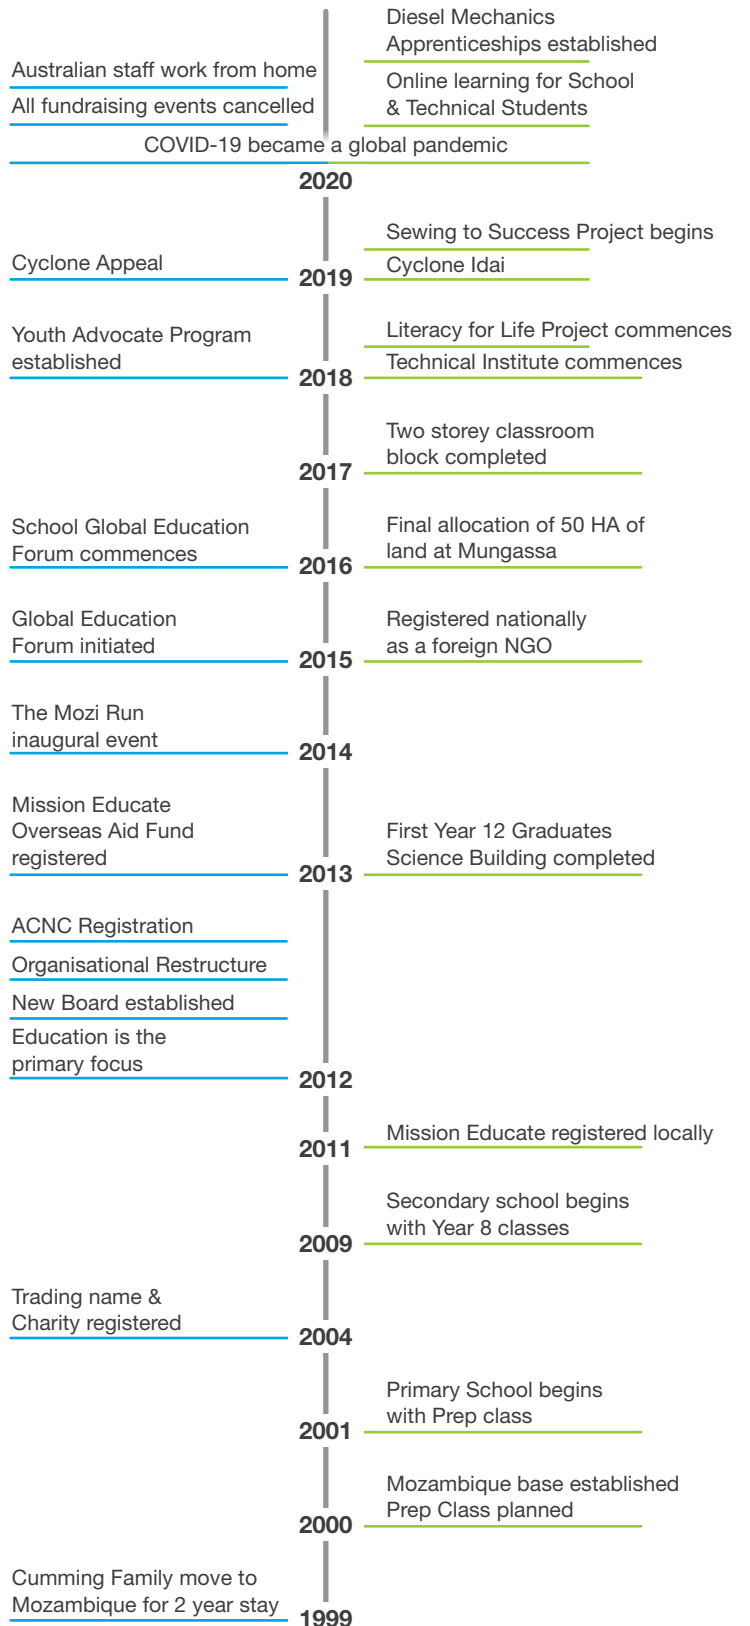 Diesel Mechanics
Apprenticeships established
Australian staff work from home
Online learning for School
& Technical Students
All fundraising events cancelled
COVID-19 became a global pandemic
2020
Sewing to Success Project begins
Cyclone Appeal
Cyclone Idai
2019
Literacy for Life Project commences
Youth Advocate Program
established
Technical Institute commences
2018
Two storey classroom
block completed
2017
School Global Education
Forum commences
Final allocation of 50 HA of
land at Mungassa
2016
Global Education
Forum initiated
Registered nationally
as a foreign NGO
2015
The Mozi Run
inaugural event
2014
Mission Educate
Overseas Aid Fund
registered
First Year 12 Graduates
Science Building completed
2013
ACNC Registration
Organisational Restructure
New Board established
Education is the
primary focus
2012
Mission Educate registered locally
2011
Secondary school begins
with Year 8 classes
2009
Trading name &
Charity registered
2004
Primary School begins
with Prep class
2001
Mozambique base established
Prep Class planned
2000
Cumming Family move to
Mozambique for 2 year stay
1999